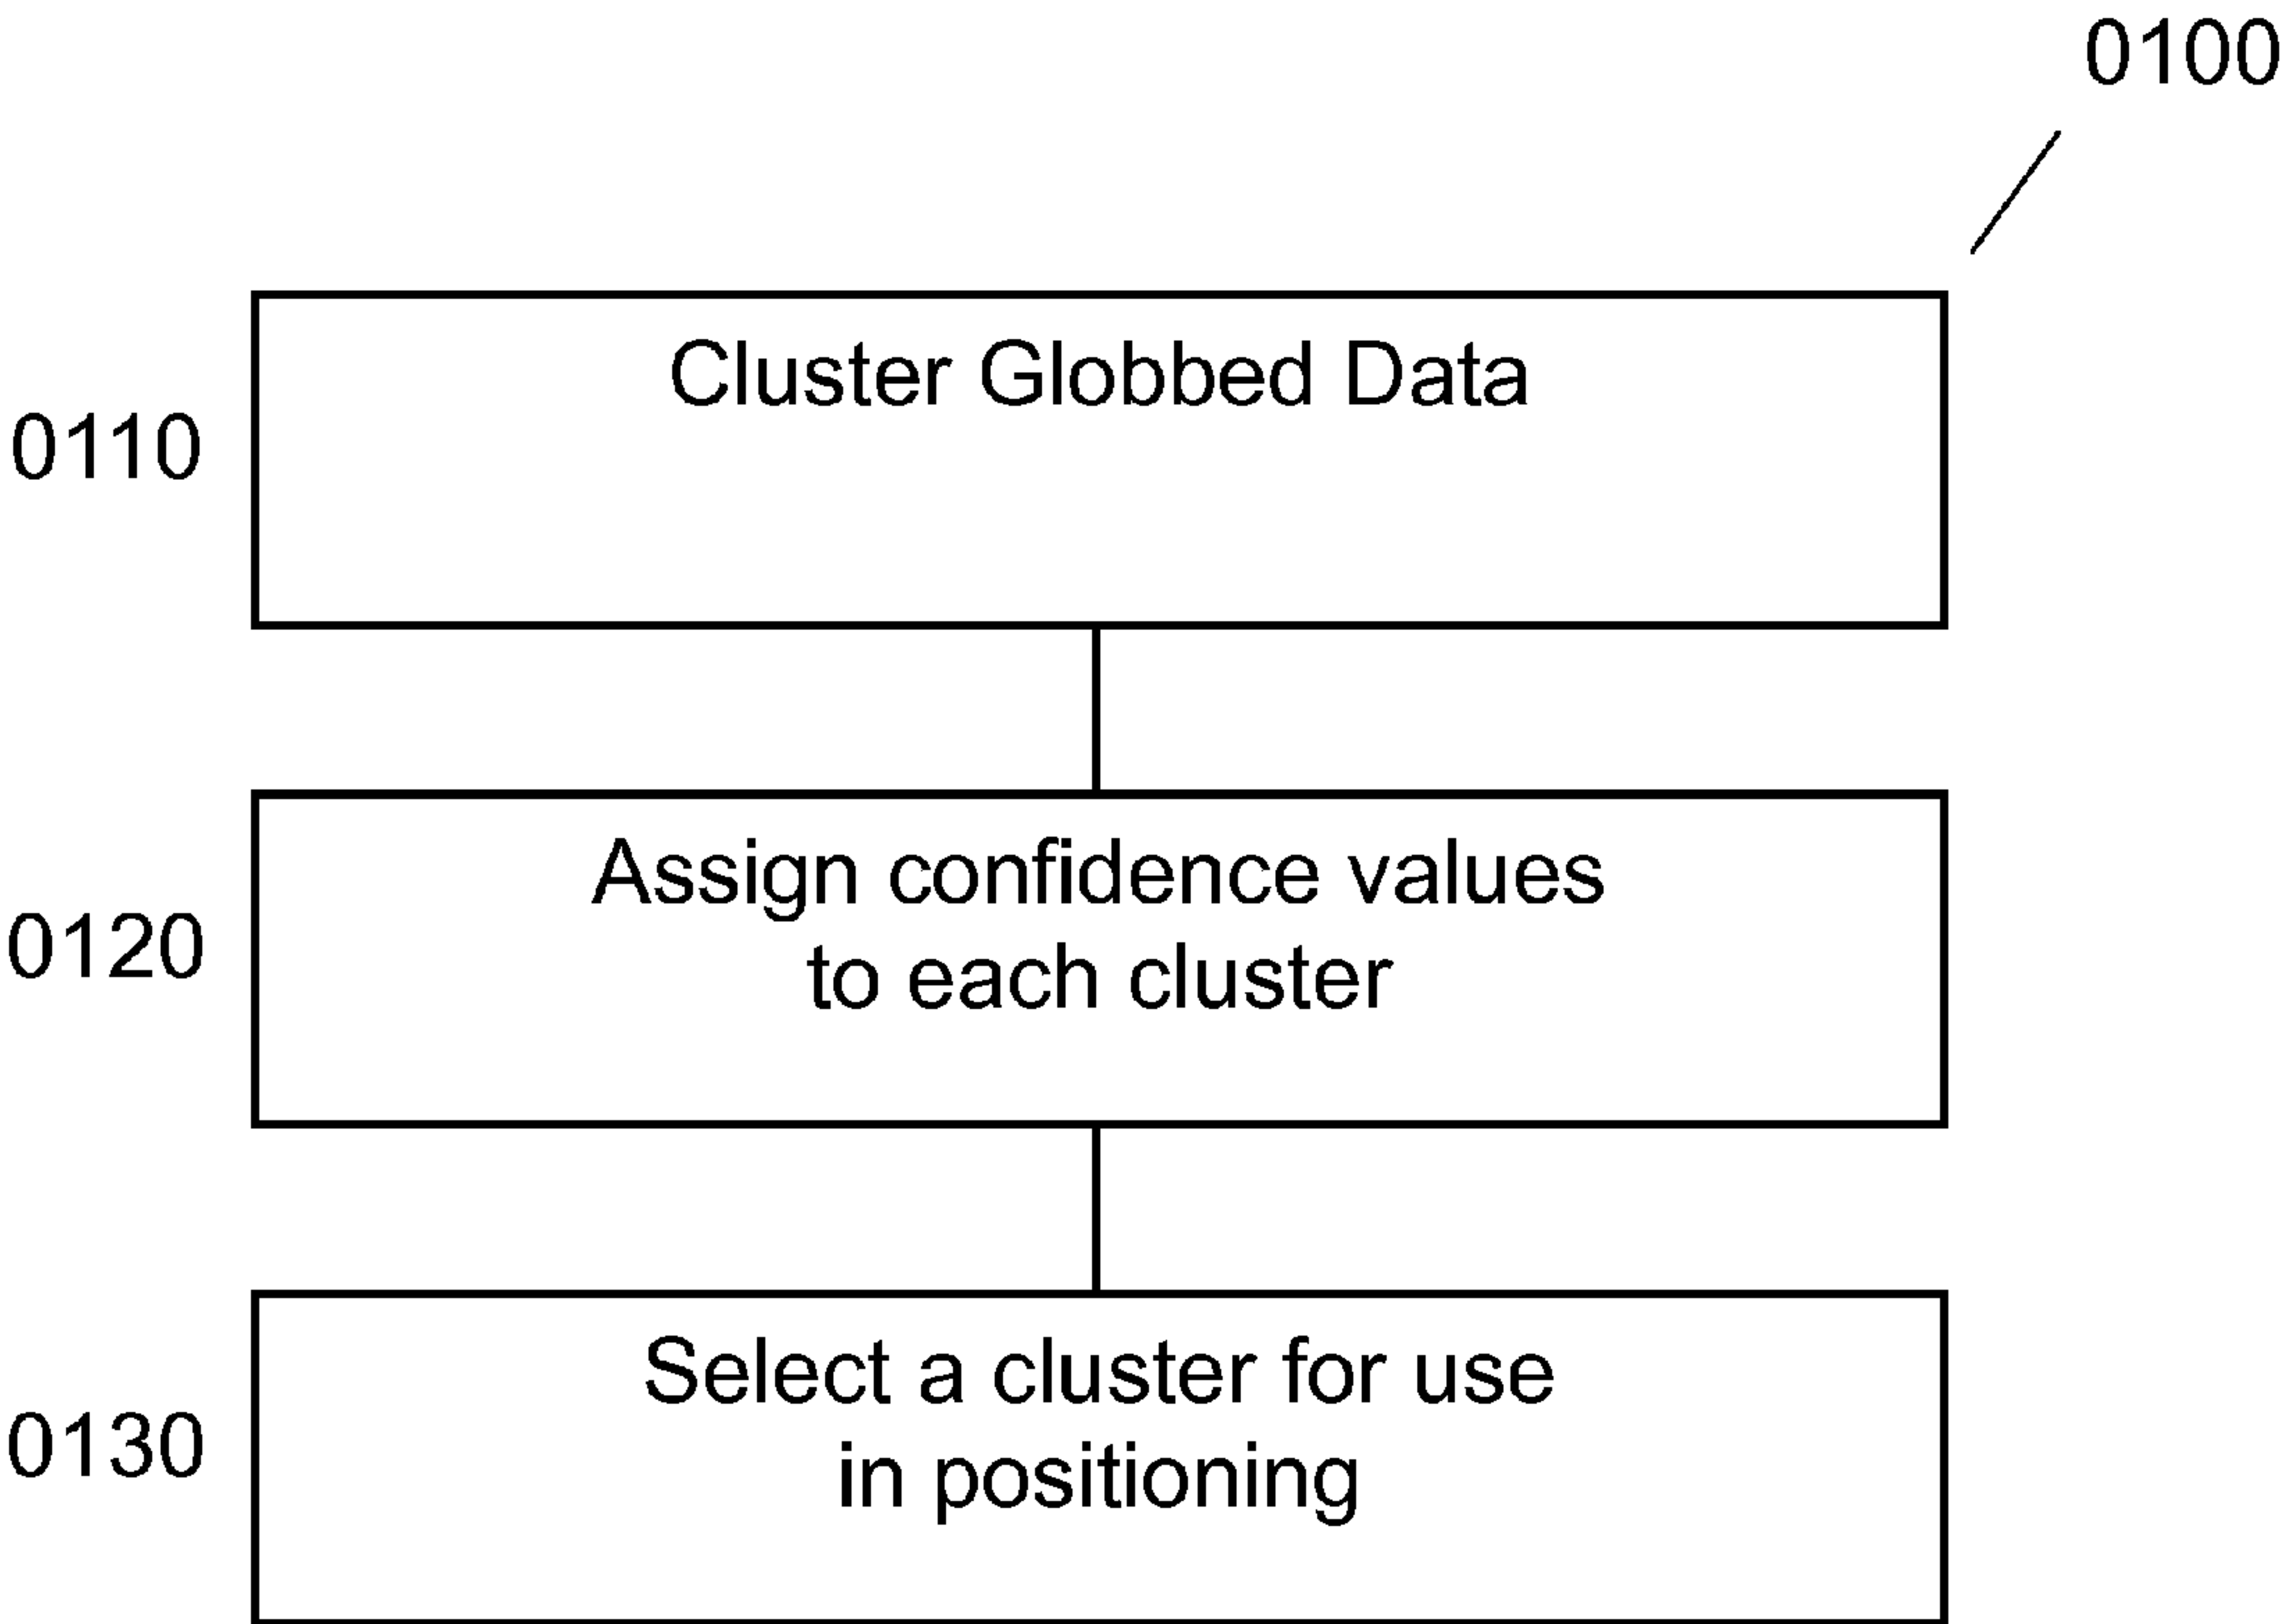 0100
Cluster Globbed Data
0110
Assign confidence values
to each cluster
0120
Select a cluster for use
in positioning
0130